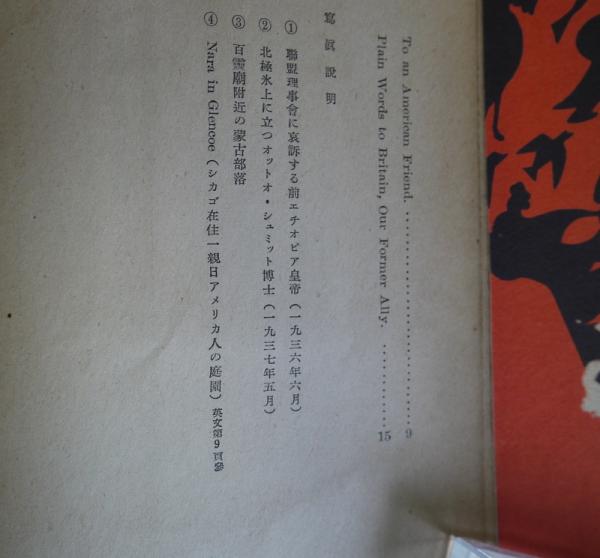 To an American Friend. ........................ 9
Plain Words to Britain, Our Former Ally. ............ 15
寫眞說明
① 聯盟理事會に哀訴する前エチオピア皇帝（一九三六年六月）
② 北極氷上に立つオットオ・シュミット博士（一九三七年五月）
③ 百靈廟附近の蒙古部落
④ Nara in Glencoe（シカゴ在住一親日アメリカ人の庭園）英文第9頁參